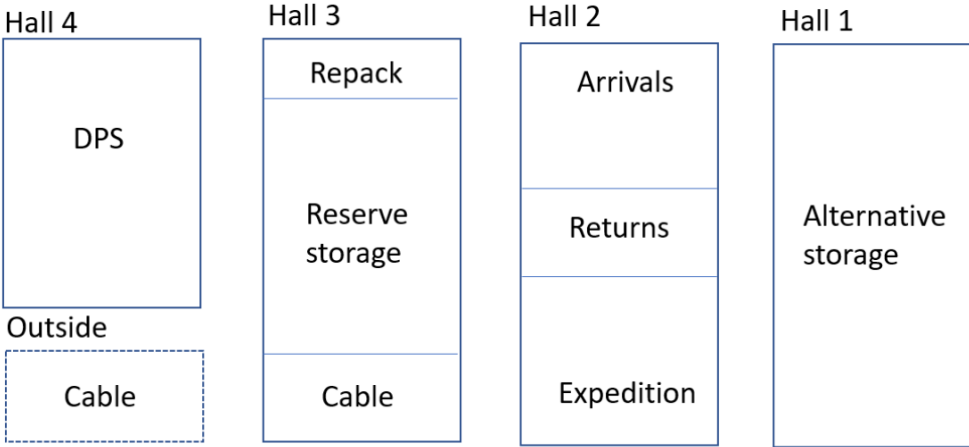 Hall 4
DPS
Outside
Cable
Hall 3
Repack
Reserve
storage
Cable
Hall 2
Arrivals
Returns
Expedition
Hall 1
Alternative
storage